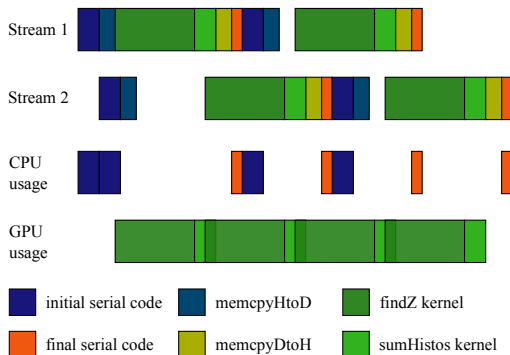 Stream 1
Stream 2
CPU
usage
GPU
usage
initial serial code
memcpyHtoD
findZ kernel
final serial code
memcpyDtoH
sumHistos kernel